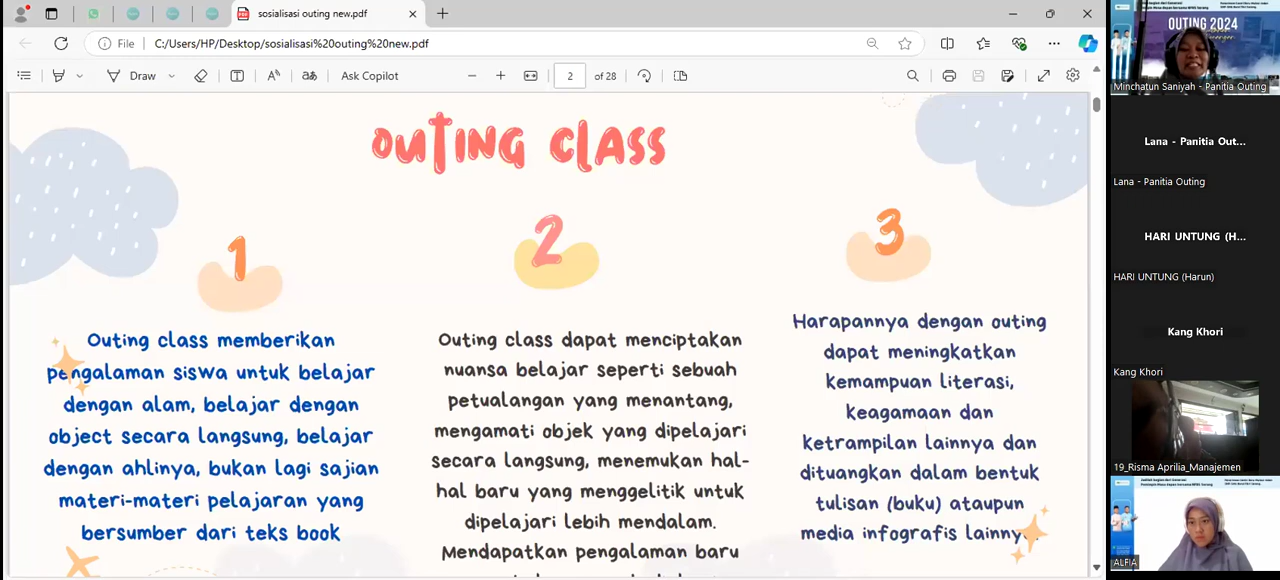 sosialisasi outing new.pdf
File
C:/Users/HP/Desktop/sosialisasi%20outing%20new.pdf
Draw
Ask Copilot
2
of 28
OUTING CLASS
1
Outing class memberikan
pengalaman siswa untuk belajar
dengan alam, belajar dengan
object secara langsung, belajar
dengan ahlinya, bukan lagi sajian
materi-materi pelajaran yang
bersumber dari teks book
2
Outing class dapat menciptakan
nuansa belajar seperti sebuah
petualangan yang menantang,
mengamati objek yang dipelajari
secara langsung, menemukan hal-
hal baru yang menggelitik untuk
dipelajari lebih mendalam.
Mendapatkan pengalaman baru
3
Harapannya dengan outing
dapat meningkatkan
kemampuan literasi,
keagamaan dan
ketrampilan lainnya dan
dituangkan dalam bentuk
tulisan (buku) ataupun
media infografis lainny
OUTING 2024
Minchatun Saniyah - Panitia Outing
Lana - Panitia Out...
Lana - Panitia Outing
HARI UNTUNG (H...
HARI UNTUNG (Harun)
Kang Khori
Kang Khori
19_Risma Aprilia_Manajemen
ALFIA